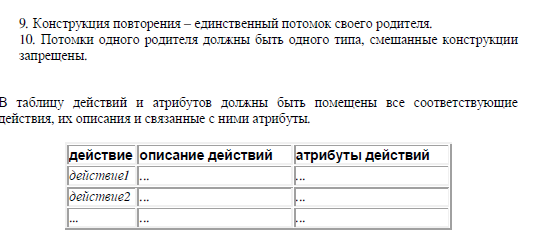 9. Конструкция повторения – единственный потомок своего родителя.
10. Потомки одного родителя должны быть одного типа, смешанные конструкции
запрещены.
В таблицу действий и атрибутов должны быть помещены все соответствующие
действия, их описания и связанные с ними атрибуты.
действие описание действий атрибуты действий
действие1 ... ...
действие2 ... ...
... ... ...